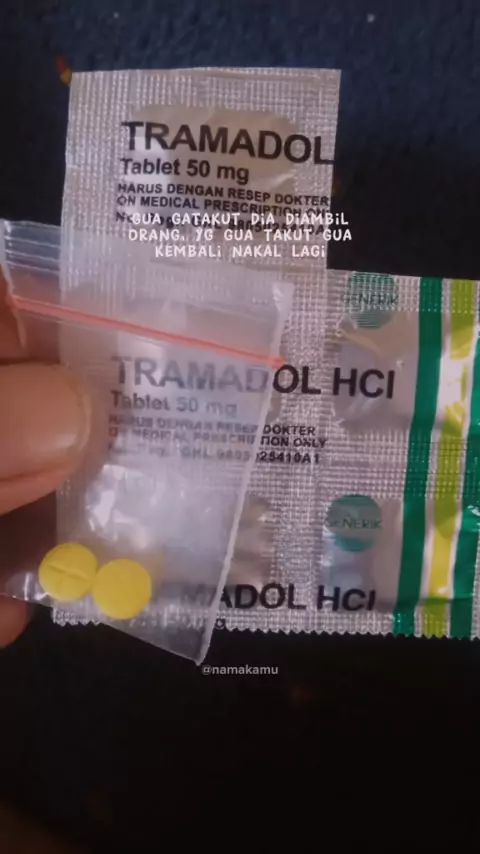 TRAMADOL
Tablet 50 mg
HARUS DENGAN RESEP DOKTER
ON MEDICAL PRESCRIPTION ONLY
GUA GATAKUT DIA DIAMBIL
ORANG, YG GUA TAKUT GUA
KEMBALI NAKAL LAGI
GENERIK
TRAMADOL HCl
Tablet 50 mg
HARUS DENGAN RESEP DOKTER
ON MEDICAL PRESCRIPTION ONLY
GENERIK
MADOL HCl
@namakamu